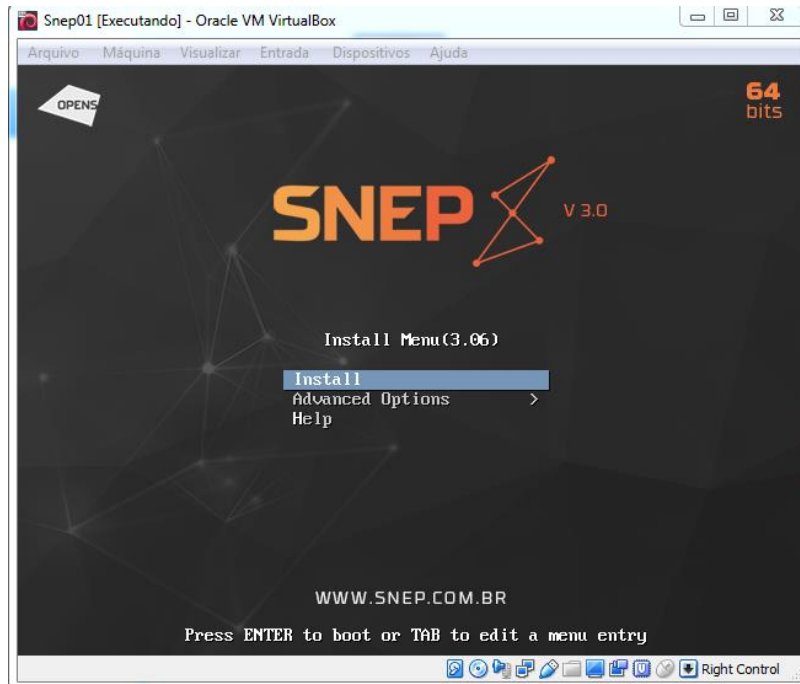 Snep01 [Executando] - Oracle VM VirtualBox
Arquivo Máquina Visualizar Entrada Dispositivos Ajuda
OPENS
64
bits
SNEP
V 3.0
Install Menu(3.06)
Install
Advanced Options >
Help
WWW.SNEP.COM.BR
Press ENTER to boot or TAB to edit a menu entry
Right Control